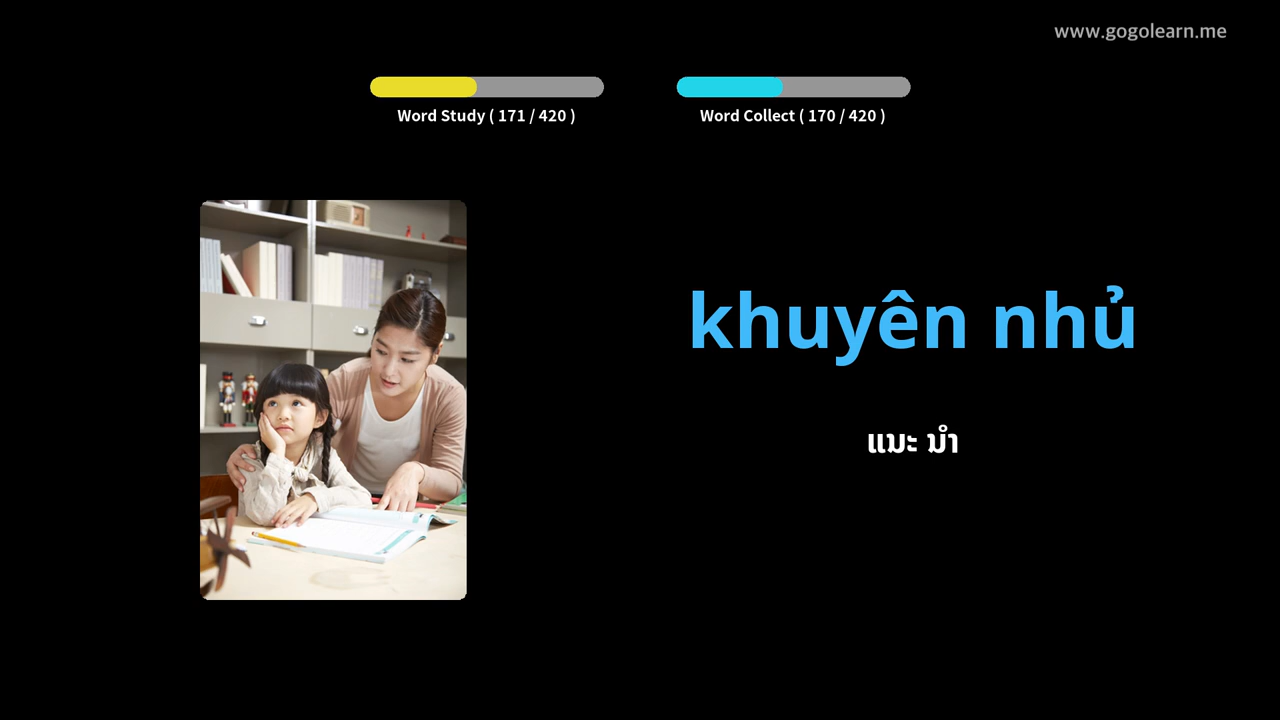 www.gogolearn.me
Word Study ( 171 / 420 )
Word Collect ( 170 / 420 )
khuyên nhủ
ແນະ ນຳ